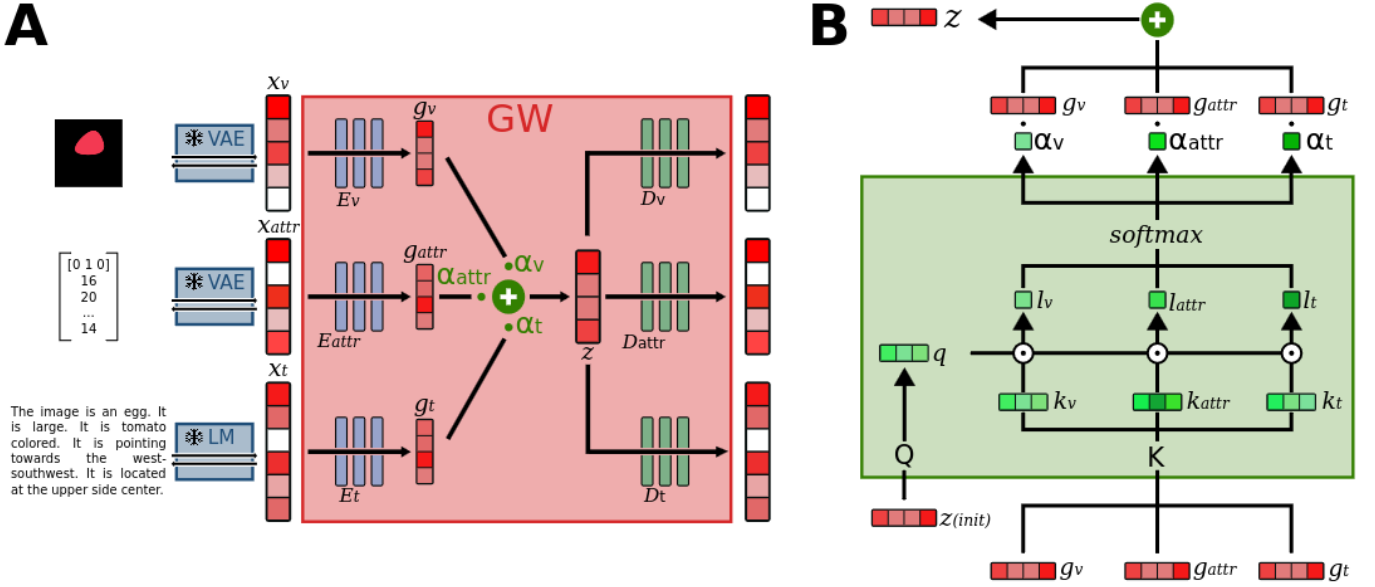 A
xv
GW
gv
VAE
Ev
Dv
xattr
gattr
αv
αattr
[0 1 0]
16
20
...
14
VAE
αt
Eattr
z
Dattr
xt
gt
The image is an egg. It
is large. It is tomato
colored. It is pointing
towards the west-
southwest. It is located
at the upper side center.
LM
Et
Dt
B
z
gv
gattr
gt
αv
αattr
αt
softmax
lv
lattr
lt
q
kv
kattr
kt
Q
K
z(init)
gv
gattr
gt